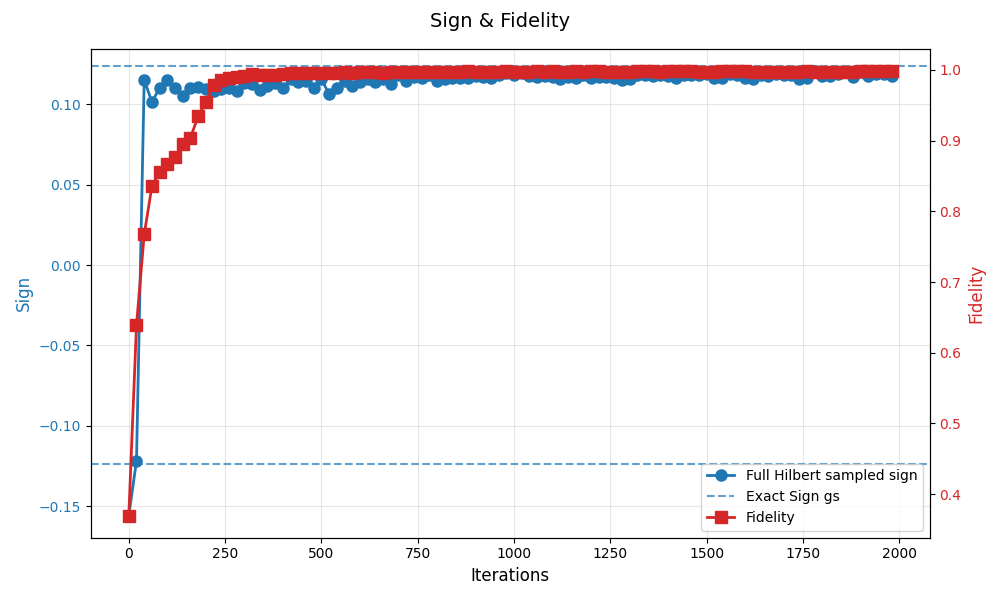 Sign & Fidelity
0.10
0.05
0.00
−0.05
−0.10
−0.15
Sign
1.0
0.9
0.8
0.7
0.6
0.5
0.4
Fidelity
Full Hilbert sampled sign
Exact Sign gs
Fidelity
0 250 500 750 1000 1250 1500 1750 2000
Iterations